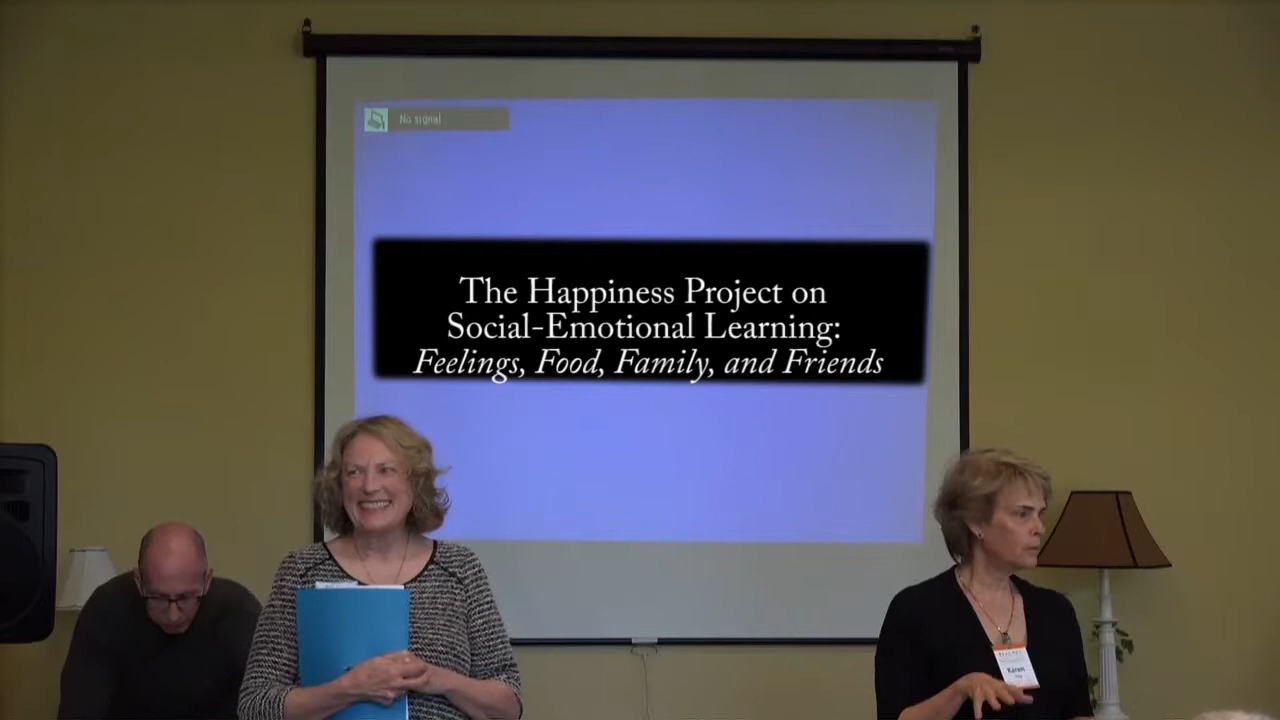 No signal
The Happiness Project on
Social-Emotional Learning:
Feelings, Food, Family, and Friends
Karen